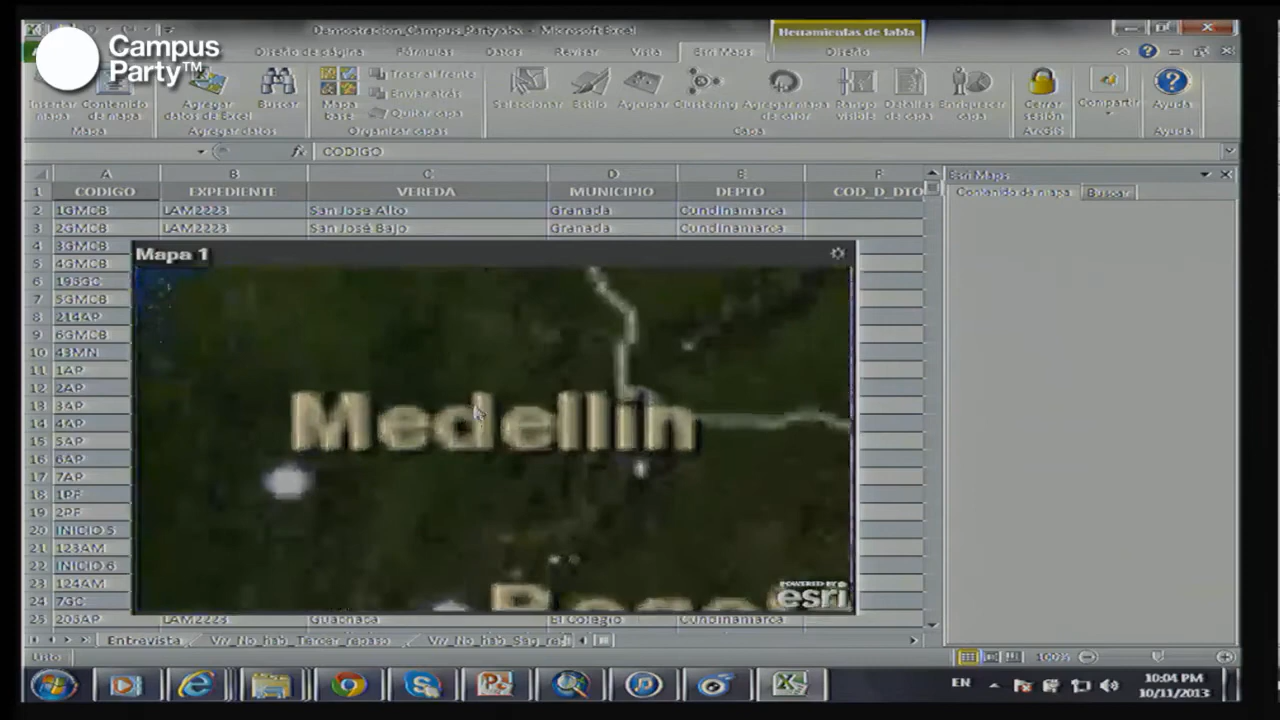 Campus
Party™
Demostracion_Campus_Party.xlsx - Microsoft Excel
Herramientas de tabla
Diseño de página
Fórmulas
Datos
Revisar
Vista
Esri Maps
Diseño
Insertar mapa
Contenido de mapa
Agregar datos de Excel
Buscar
Mapa base
Traer al frente
Enviar atrás
Quitar capa
Seleccionar
Estilo
Agrupar
Clustering
Agregar mapa de calor
Rango visible
Detalles de capa
Enriquecer capa
Cerrar sesión
Compartir
Ayuda
Mapa
Agregar datos
Organizar capas
Capa
ArcGIS
Ayuda
fx CODIGO
A B C D E F
1 CODIGO EXPEDIENTE VEREDA MUNICIPIO DEPTO COD_D_DTO
2 1GMCB LAM2223 San Jose Alto Granada Cundinamarca
3 2GMCB LAM2223 San José Bajo Granada Cundinamarca
4 3GMCB
5 4GMCB
6 193GC
7 5GMCB
8 214AP
9 6GMCB
10 43MN
11 1AP
12 2AP
13 3AP
14 4AP
15 5AP
16 6AP
17 7AP
18 1PF
19 2PF
20 INICIO 5
21 123AM
22 INICIO 6
23 124AM
24 7GC
25 205AP LAM2223 Guachaca El Colegio Cundinamarca
Mapa 1
Medellin
POWERED BY
esri
Esri Maps
Contenido de mapa
Buscar
Entrevista
Viv_No_hab_Tercer_repaso
Listo
100%
EN
10:04 PM
10/11/2013